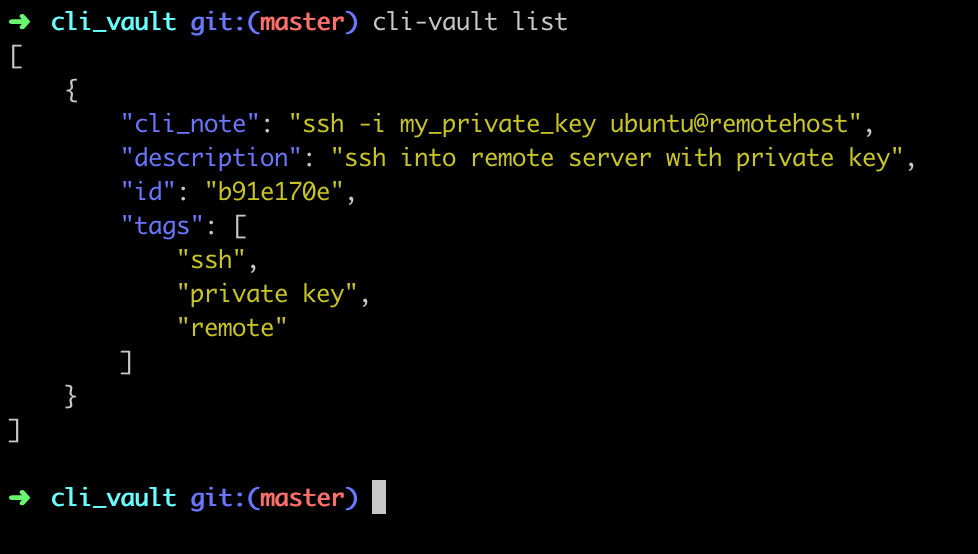 ➜ cli_vault git:(master) cli-vault list
[
    {
        "cli_note": "ssh -i my_private_key ubuntu@remotehost",
        "description": "ssh into remote server with private key",
        "id": "b91e170e",
        "tags": [
            "ssh",
            "private key",
            "remote"
        ]
    }
]
➜ cli_vault git:(master)